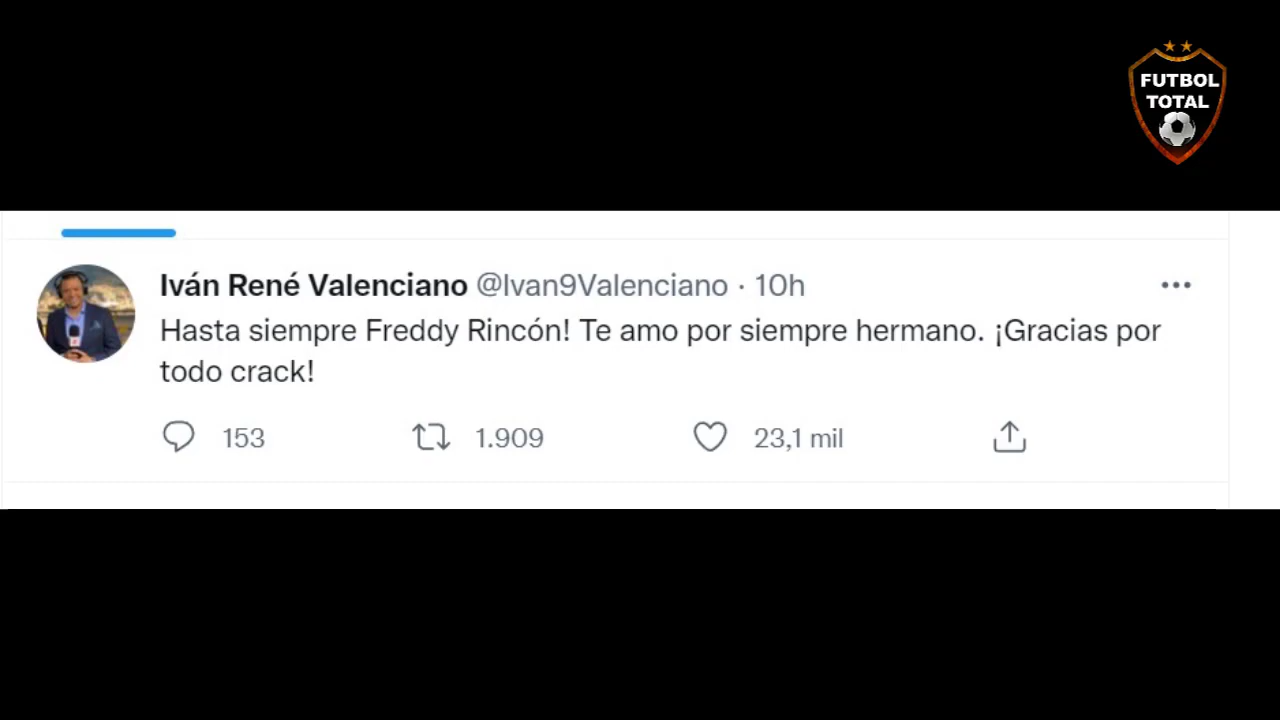 FUTBOL
TOTAL
Iván René Valenciano @Ivan9Valenciano · 10h
Hasta siempre Freddy Rincón! Te amo por siempre hermano. ¡Gracias por
todo crack!
153 1.909 23,1 mil